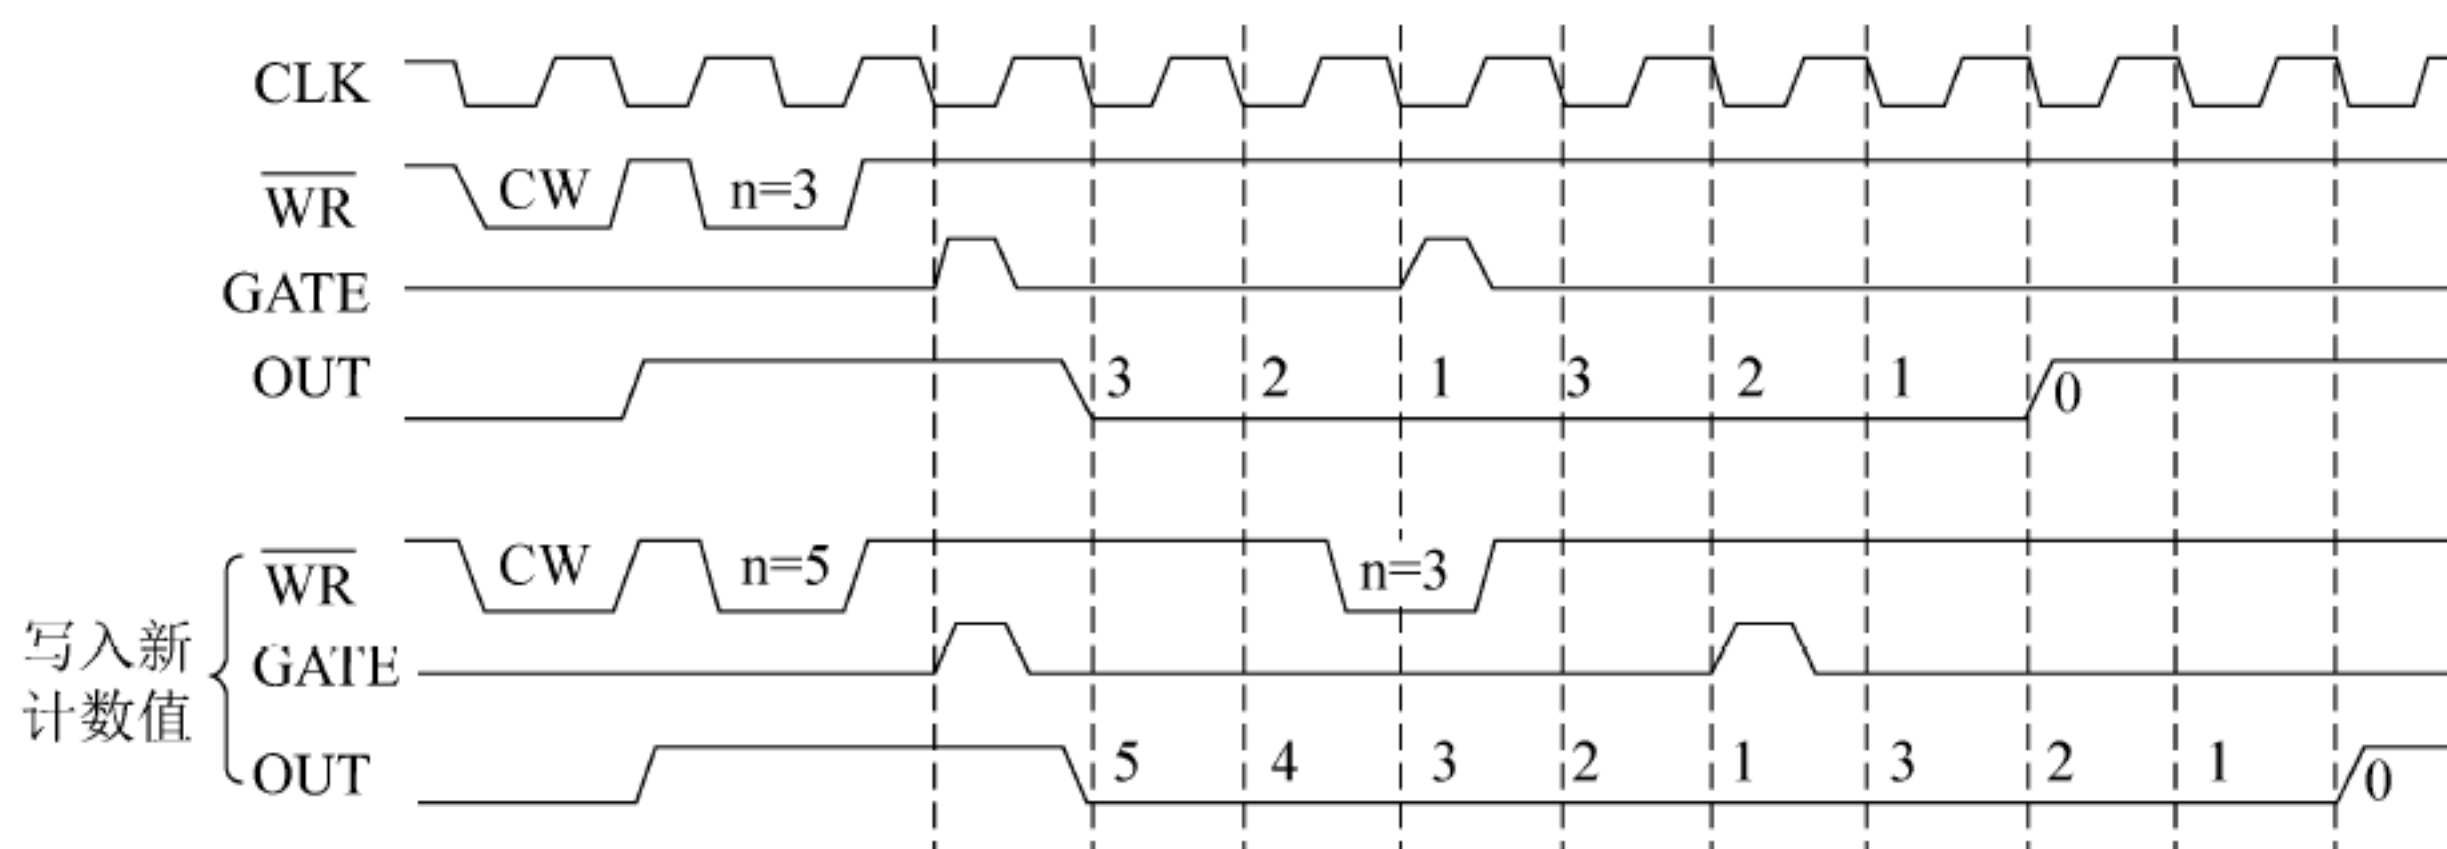 CLK
WR CW n=3
GATE
OUT 3 2 1 3 2 1 0
写入新
计数值
WR CW n=5 n=3
GATE
OUT 5 4 3 2 1 3 2 1 0